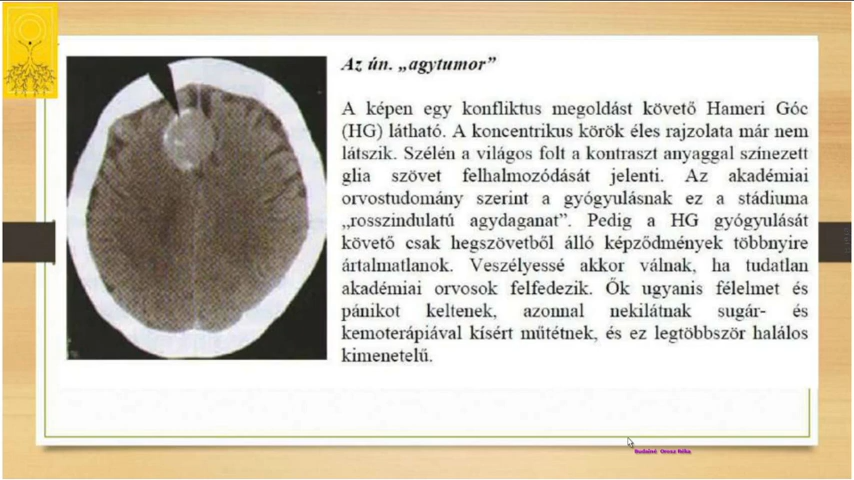 Az ún. „agytumor”
A képen egy konfliktus megoldást követő Hameri Góc
(HG) látható. A koncentrikus körök éles rajzolata már nem
látszik. Szélén a világos folt a kontraszt anyaggal színezett
glia szövet felhalmozódását jelenti. Az akadémiai
orvostudomány szerint a gyógyulásnak ez a stádiuma
„rosszindulatú agydaganat”. Pedig a HG gyógyulását
követő csak hegszövetből álló képződmények többnyire
ártalmatlanok. Veszélyessé akkor válnak, ha tudatlan
akadémiai orvosok felfedezik. Ők ugyanis félelmet és
pánikot keltenek, azonnal nekilátnak sugár- és
kemoterápiával kísért műtétnek, és ez legtöbbször halálos
kimenetelű.
Budainé Orosz Réka